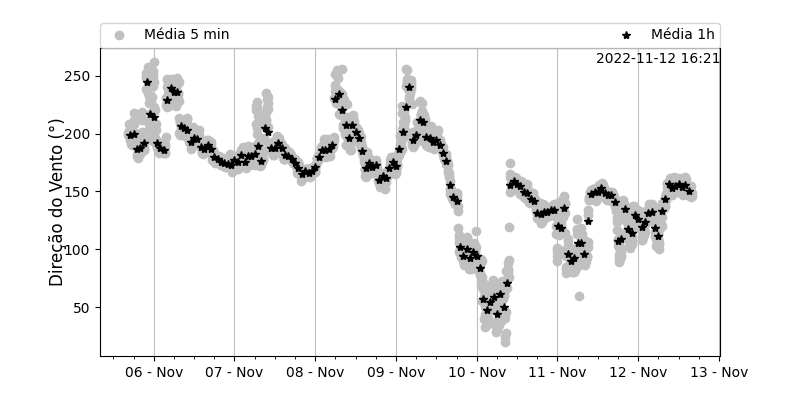 Média 5 min Média 1h
2022-11-12 16:21
Direção do Vento (°)
250
200
150
100
50
06 - Nov 07 - Nov 08 - Nov 09 - Nov 10 - Nov 11 - Nov 12 - Nov 13 - Nov